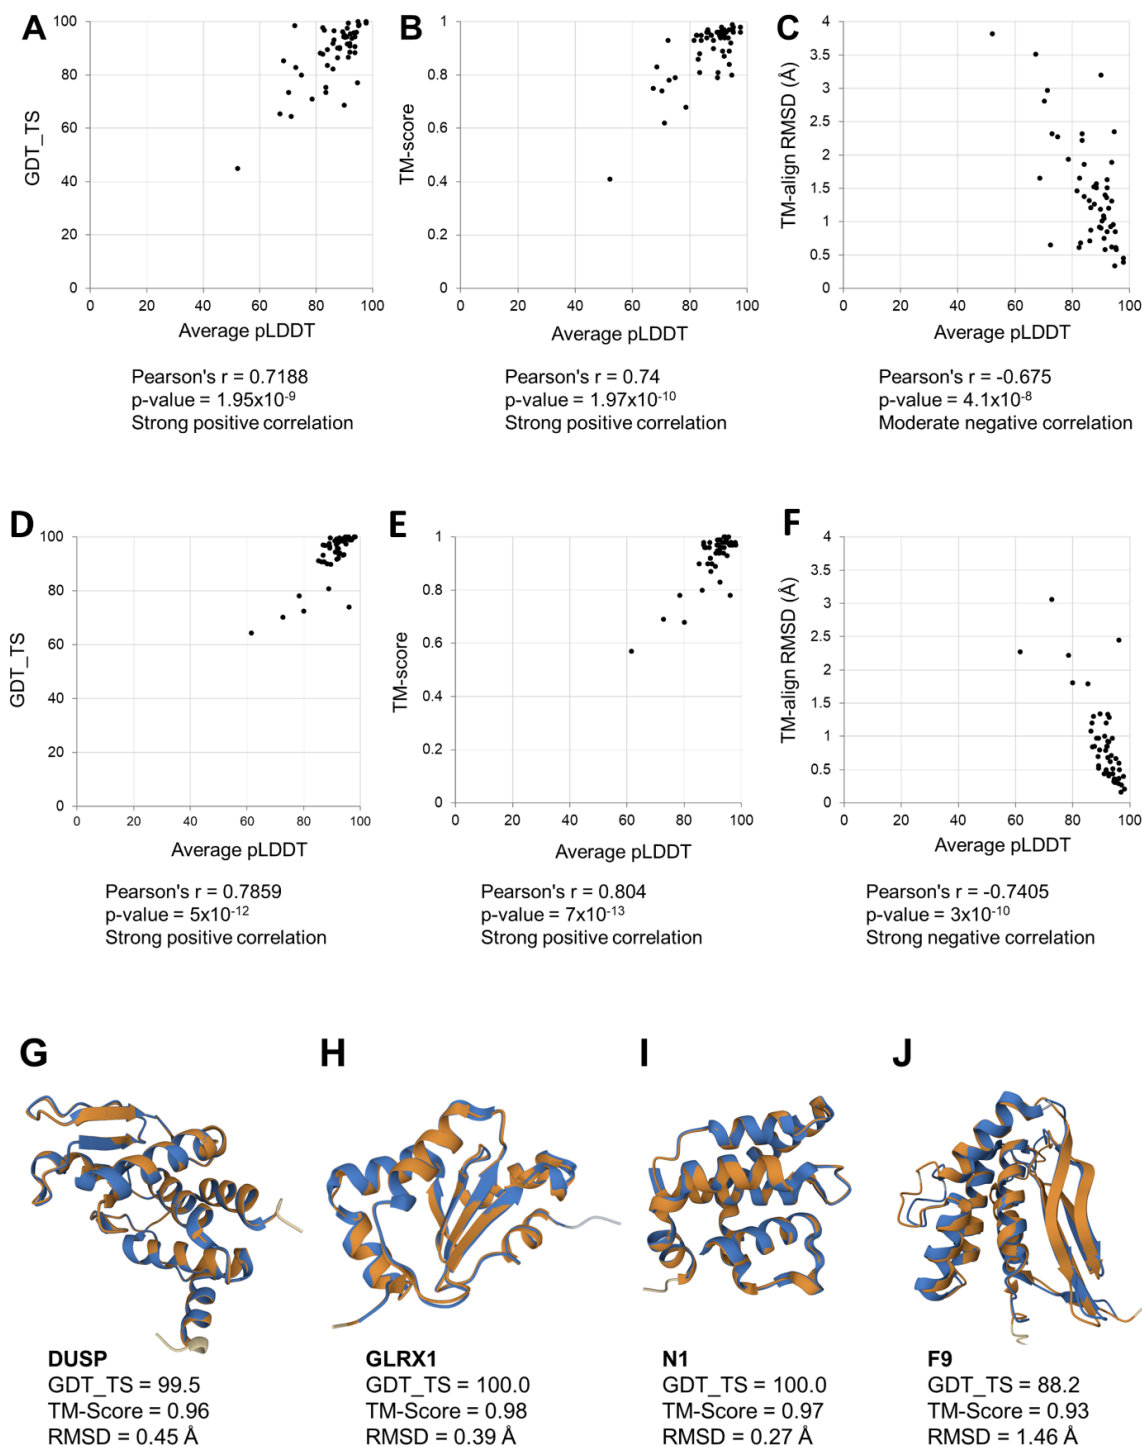 A
B
C
100
80
60
40
20
0
GDT_TS
0 20 40 60 80 100
Average pLDDT
1
0.8
0.6
0.4
0.2
0
TM-score
0 20 40 60 80 100
Average pLDDT
4
3.5
3
2.5
2
1.5
1
0.5
0
TM-align RMSD (Å)
0 20 40 60 80 100
Average pLDDT
Pearson's r = 0.7188
p-value = 1.95x10⁻⁹
Strong positive correlation
Pearson's r = 0.74
p-value = 1.97x10⁻¹⁰
Strong positive correlation
Pearson's r = -0.675
p-value = 4.1x10⁻⁸
Moderate negative correlation
D
E
F
100
80
60
40
20
0
GDT_TS
0 20 40 60 80 100
Average pLDDT
1
0.8
0.6
0.4
0.2
0
TM-score
0 20 40 60 80 100
Average pLDDT
4
3.5
3
2.5
2
1.5
1
0.5
0
TM-align RMSD (Å)
0 20 40 60 80 100
Average pLDDT
Pearson's r = 0.7859
p-value = 5x10⁻¹²
Strong positive correlation
Pearson's r = 0.804
p-value = 7x10⁻¹³
Strong positive correlation
Pearson's r = -0.7405
p-value = 3x10⁻¹⁰
Strong negative correlation
G
H
I
J
DUSP
GDT_TS = 99.5
TM-Score = 0.96
RMSD = 0.45 Å
GLRX1
GDT_TS = 100.0
TM-Score = 0.98
RMSD = 0.39 Å
N1
GDT_TS = 100.0
TM-Score = 0.97
RMSD = 0.27 Å
F9
GDT_TS = 88.2
TM-Score = 0.93
RMSD = 1.46 Å